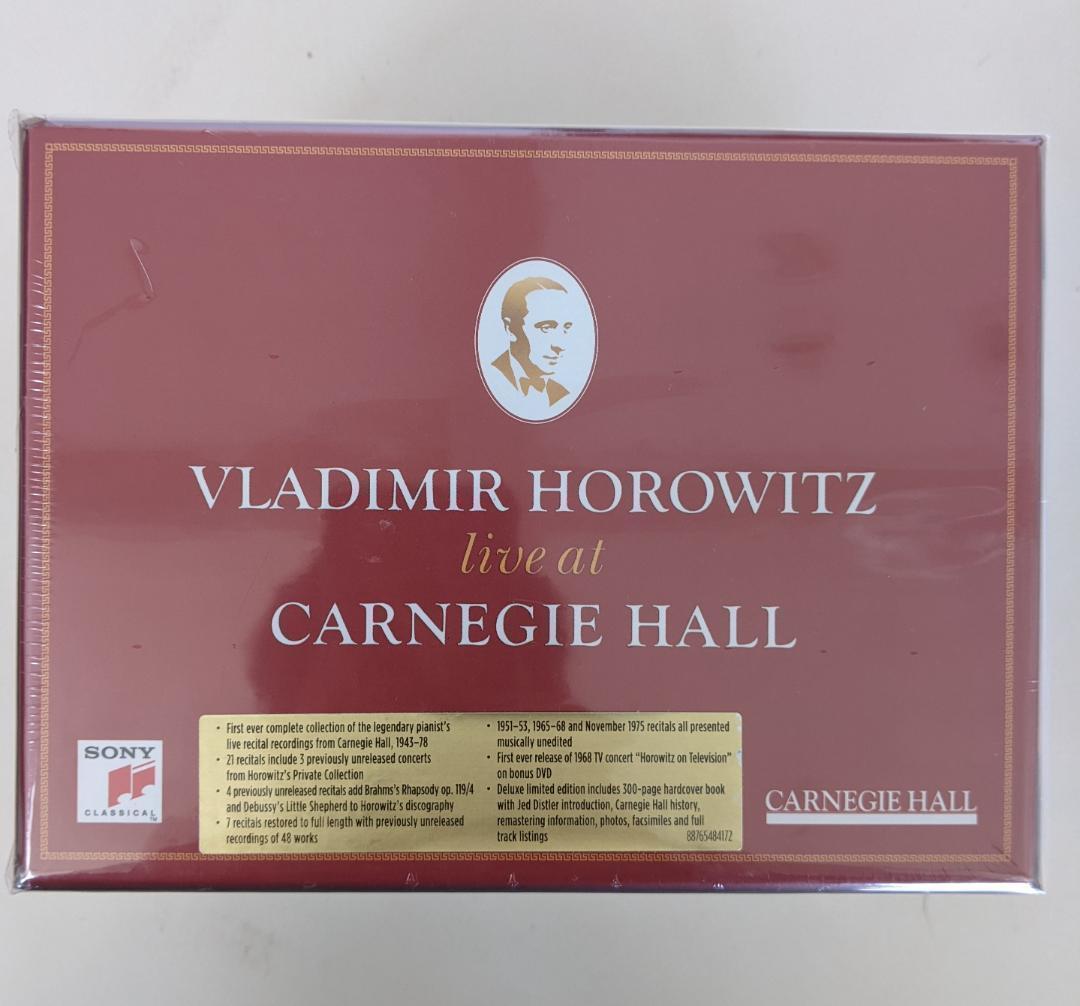 VLADIMIR HOROWITZ
live at
CARNEGIE HALL
• First ever complete collection of the legendary pianist's
live recital recordings from Carnegie Hall, 1943–78
• 21 recitals include 3 previously unreleased concerts
from Horowitz's Private Collection
• 4 previously unreleased recitals add Brahms's Rhapsody op. 119/4
and Debussy's Little Shepherd to Horowitz's discography
• 7 recitals restored to full length with previously unreleased
recordings of 48 works
• 1951–53, 1965–68 and November 1975 recitals all presented
musically unedited
• First ever release of 1968 TV concert "Horowitz on Television"
on bonus DVD
• Deluxe limited edition includes 300-page hardcover book
with Jed Distler introduction, Carnegie Hall history,
remastering information, photos, facsimiles and full
track listings
88765484172
SONY
CLASSICAL™
CARNEGIE HALL